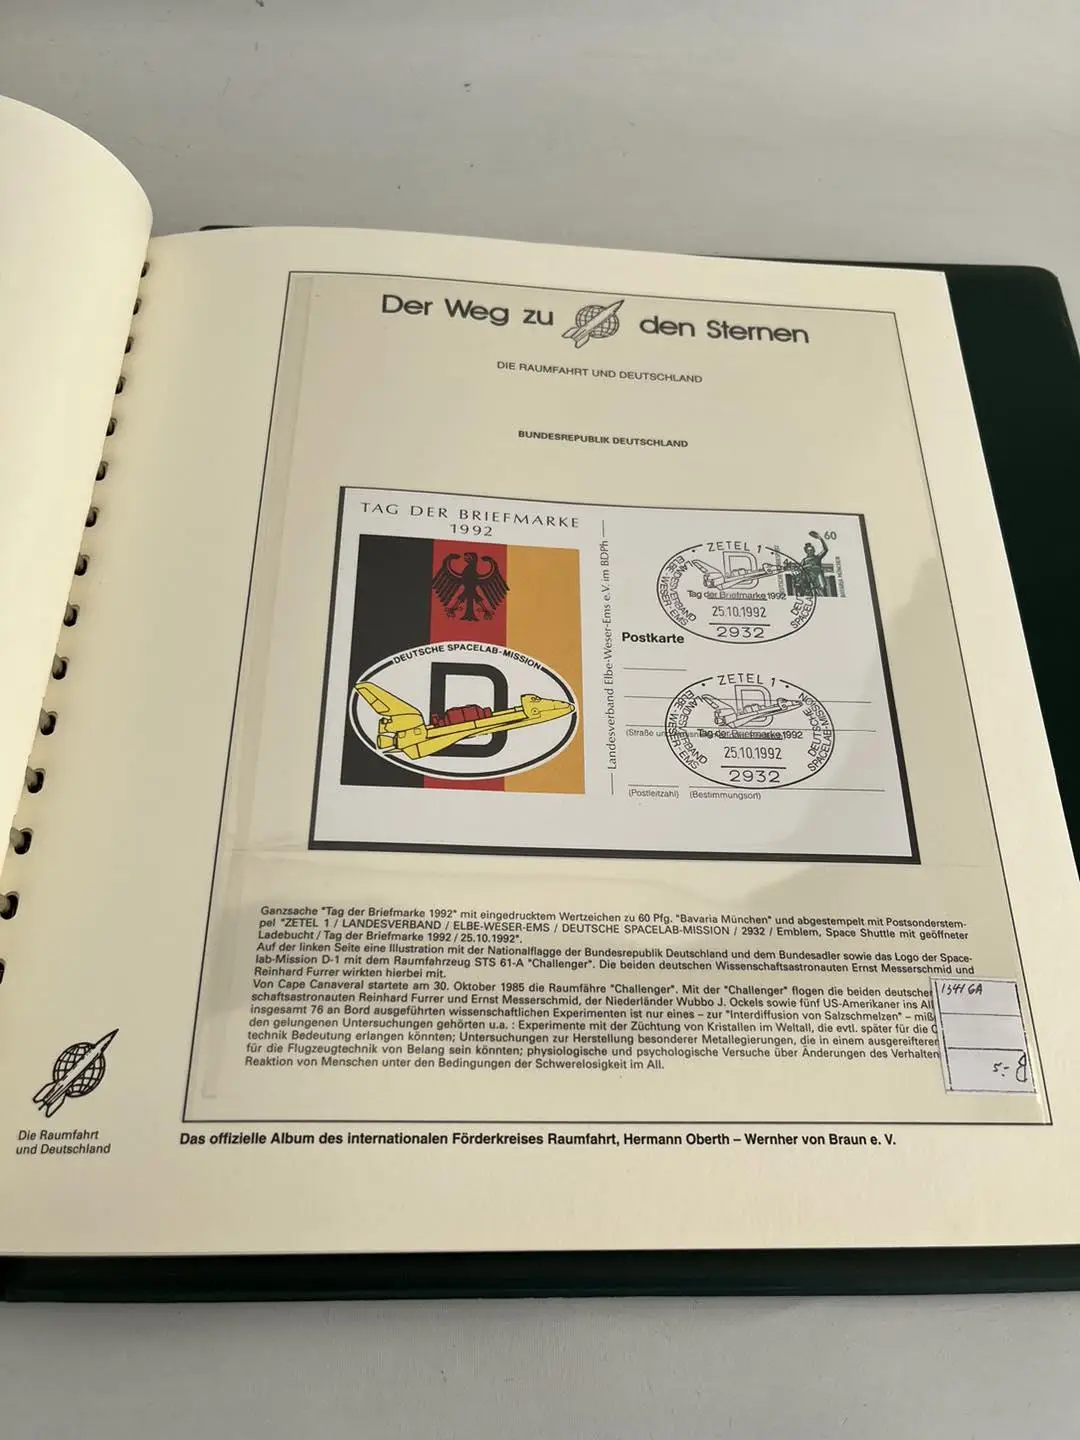 Der Weg zu den Sternen
DIE RAUMFAHRT UND DEUTSCHLAND
BUNDESREPUBLIK DEUTSCHLAND
TAG DER BRIEFMARKE
1992
DEUTSCHE SPACELAB-MISSION
D
Landesverband Elbe-Weser-Ems e.V. im BDPh
60
BAVARIA MÜNCHEN
ZETEL 1
LANDESVERBAND
ELBE-WESER-EMS
Tag der Briefmarke 1992
25.10.1992
2932
Postkarte
ZETEL 1
LANDESVERBAND
ELBE-WESER-EMS
DEUTSCHE
SPACELAB-MISSION
Tag der Briefmarke 1992
25.10.1992
2932
(Straße und
(Postleitzahl) (Bestimmungsort)
Ganzsache "Tag der Briefmarke 1992" mit eingedrucktem Wertzeichen zu 60 Pfg. "Bavaria München" und abgestempelt mit Postsonderstem-
pel "ZETEL 1 / LANDESVERBAND / ELBE-WESER-EMS / DEUTSCHE SPACELAB-MISSION / 2932 / Emblem, Space Shuttle mit geöffneter
Ladebucht / Tag der Briefmarke 1992 / 25.10.1992".
Auf der linken Seite eine Illustration mit der Nationalflagge der Bundesrepublik Deutschland und dem Bundesadler sowie das Logo der Space-
lab-Mission D-1 mit dem Raumfahrzeug STS 61-A "Challenger". Die beiden deutschen Wissenschaftsastronauten Ernst Messerschmid und
Reinhard Furrer wirkten hierbei mit.
Von Cape Canaveral startete am 30. Oktober 1985 die Raumfähre "Challenger". Mit der "Challenger" flogen die beiden deutscher
schaftsastronauten Reinhard Furrer und Ernst Messerschmid, der Niederländer Wubbo J. Ockels sowie fünf US-Amerikaner ins All
insgesamt 76 an Bord ausgeführten wissenschaftlichen Experimenten ist nur eines – zur "Interdiffusion von Salzschmelzen" – miß
den gelungenen Untersuchungen gehörten u.a. : Experimente mit der Züchtung von Kristallen im Weltall, die evtl. später für die
technik Bedeutung erlangen könnten; Untersuchungen zur Herstellung besonderer Metallegierungen, die in einem ausgereifterer
für die Flugzeugtechnik von Belang sein könnten; physiologische und psychologische Versuche über Änderungen des Verhalten
Reaktion von Menschen unter den Bedingungen der Schwerelosigkeit im All.
1541 6A
5.-
Die Raumfahrt
und Deutschland
Das offizielle Album des internationalen Förderkreises Raumfahrt, Hermann Oberth – Wernher von Braun e. V.